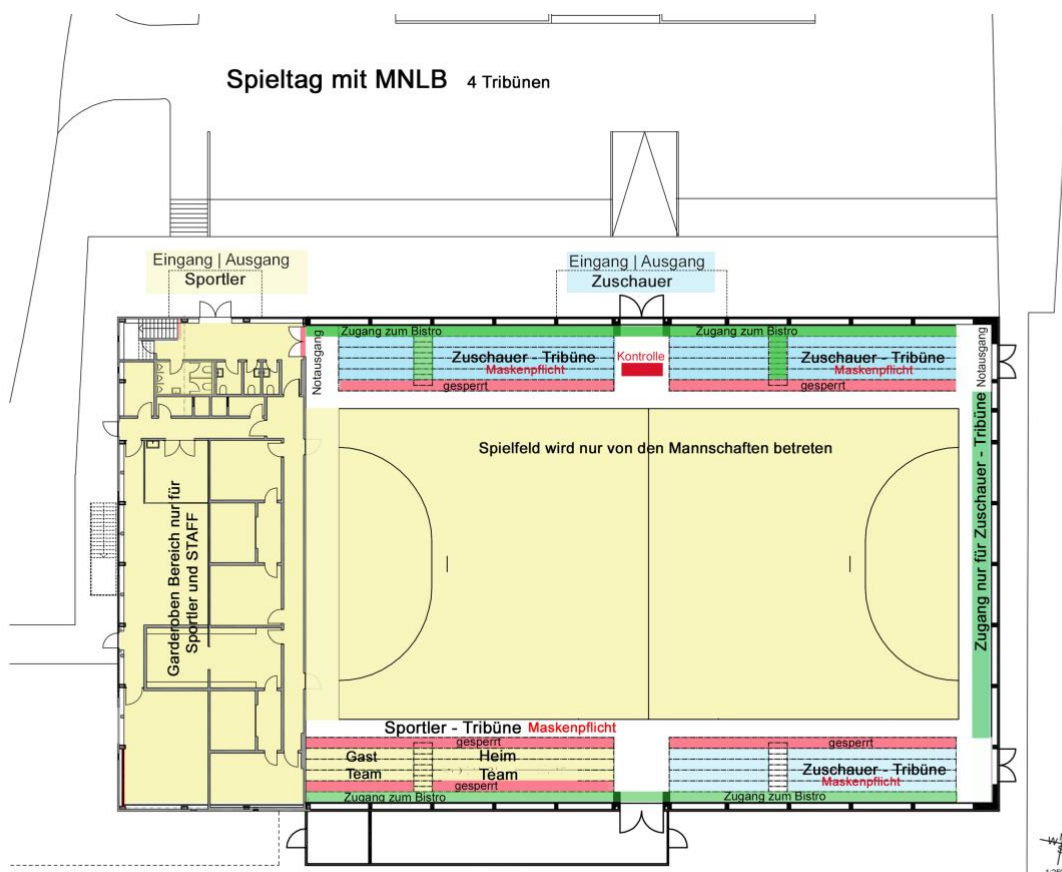 Spieltag mit MNLB 4 Tribünen
Eingang | Ausgang
Sportler
Eingang | Ausgang
Zuschauer
Notausgang
Zugang zum Bistro
Zuschauer - Tribüne
Maskenpflicht
gesperrt
Kontrolle
Zugang zum Bistro
Zuschauer - Tribüne
Maskenpflicht
gesperrt
Notausgang
Spielfeld wird nur von den Mannschaften betreten
Garderoben Bereich nur für
Sportler und STAFF
Zugang nur für Zuschauer - Tribüne
Sportler - Tribüne Maskenpflicht
gesperrt
Gast
Team
Heim
Team
gesperrt
Zugang zum Bistro
gesperrt
Zuschauer - Tribüne
Maskenpflicht
Zugang zum Bistro